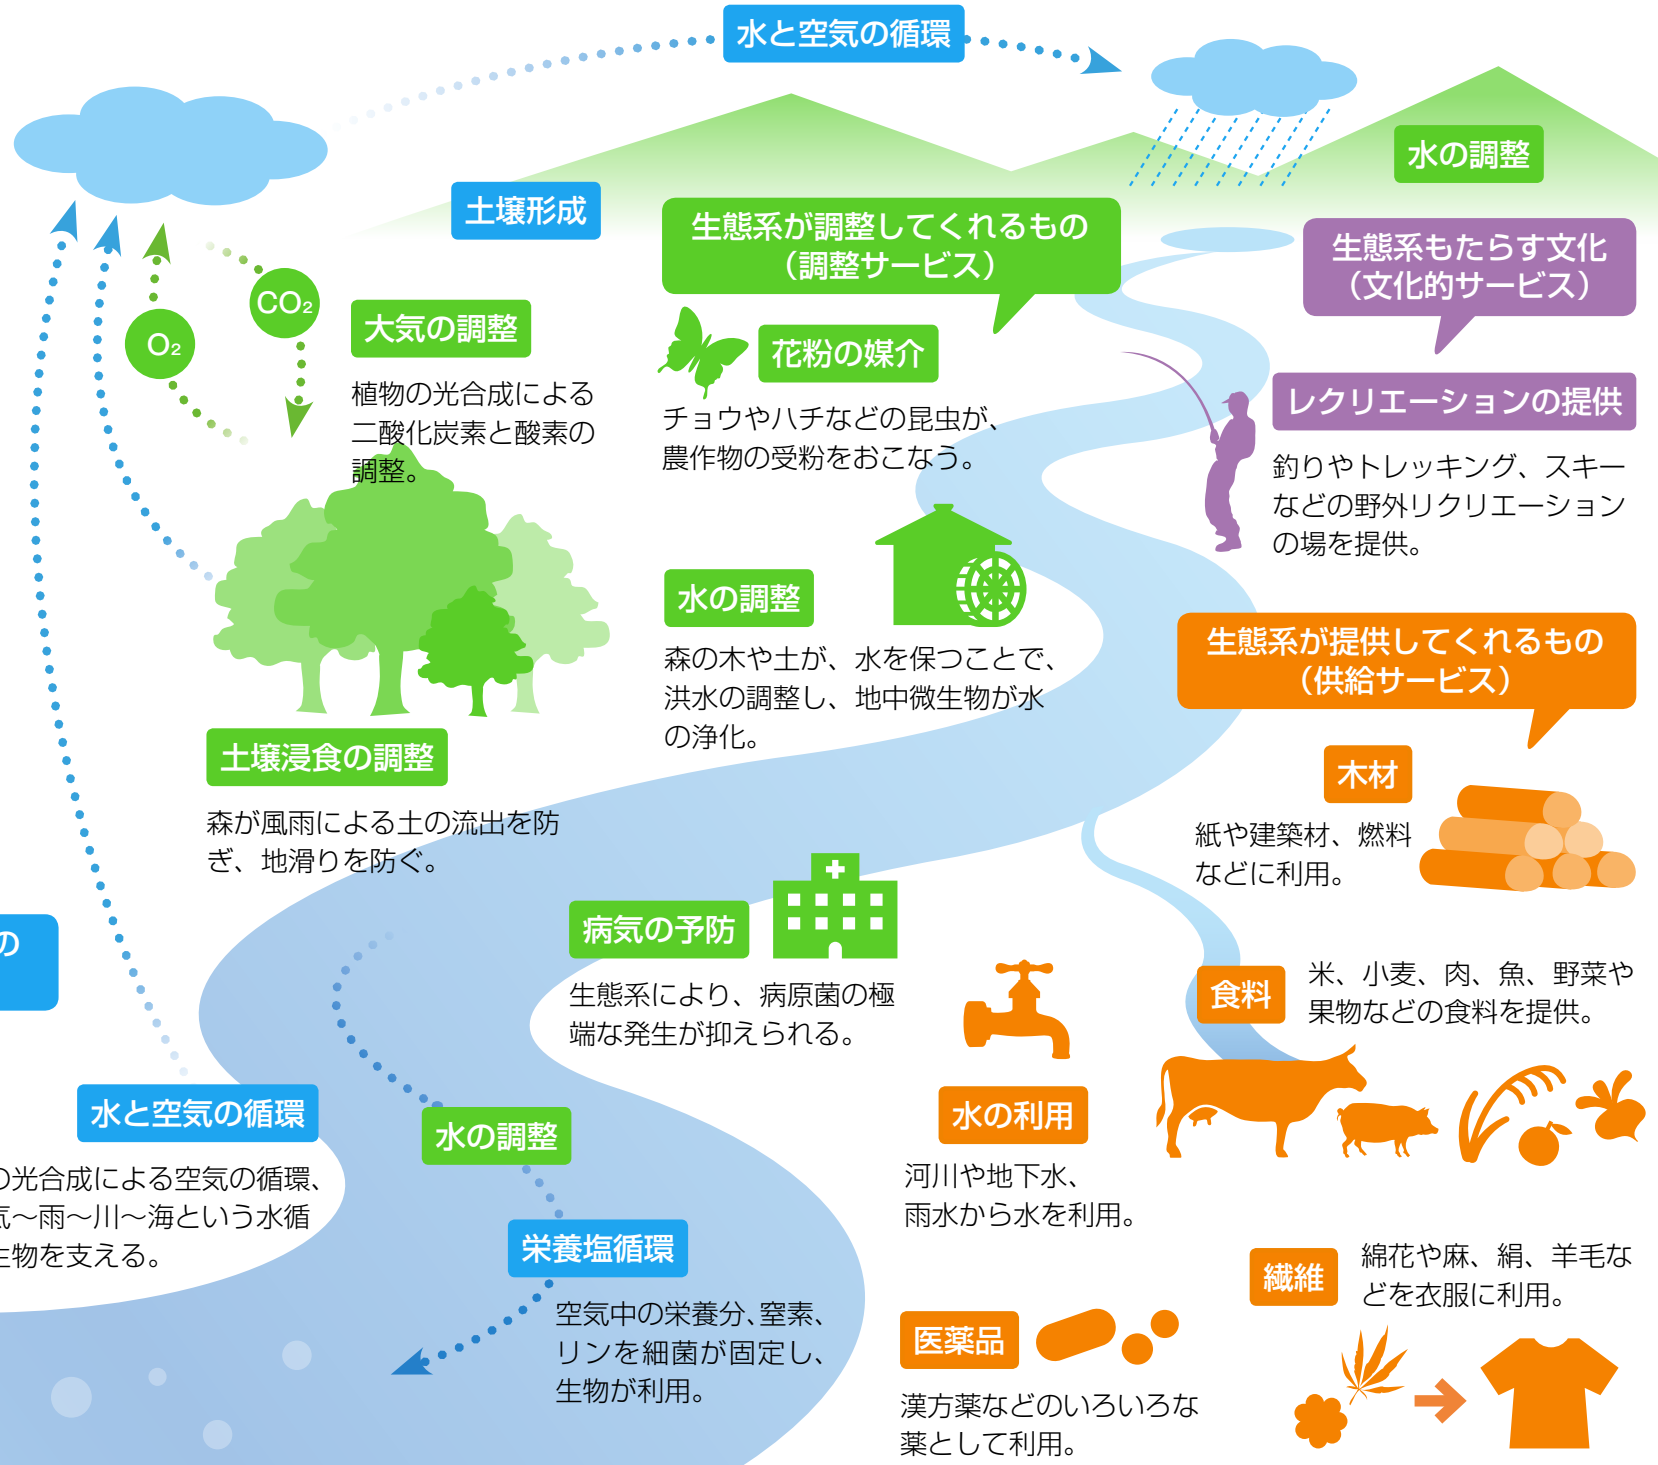 水と空気の循環
水の調整
土壌形成
生態系が調整してくれるもの
（調整サービス）
生態系もたらす文化
（文化的サービス）
CO₂
O₂
大気の調整
植物の光合成による
二酸化炭素と酸素の
調整。
花粉の媒介
チョウやハチなどの昆虫が、
農作物の受粉をおこなう。
レクリエーションの提供
釣りやトレッキング、スキー
などの野外リクリエーション
の場を提供。
水の調整
森の木や土が、水を保つことで、
洪水の調整し、地中微生物が水
の浄化。
生態系が提供してくれるもの
（供給サービス）
土壌浸食の調整
森が風雨による土の流出を防
ぎ、地滑りを防ぐ。
木材
紙や建築材、燃料
などに利用。
病気の予防
生態系により、病原菌の極
端な発生が抑えられる。
の
食料
米、小麦、肉、魚、野菜や
果物などの食料を提供。
水と空気の循環
の光合成による空気の循環、
気〜雨〜川〜海という水循
生物を支える。
水の調整
水の利用
河川や地下水、
雨水から水を利用。
栄養塩循環
空気中の栄養分、窒素、
リンを細菌が固定し、
生物が利用。
繊維
綿花や麻、絹、羊毛な
どを衣服に利用。
医薬品
漢方薬などのいろいろな
薬として利用。